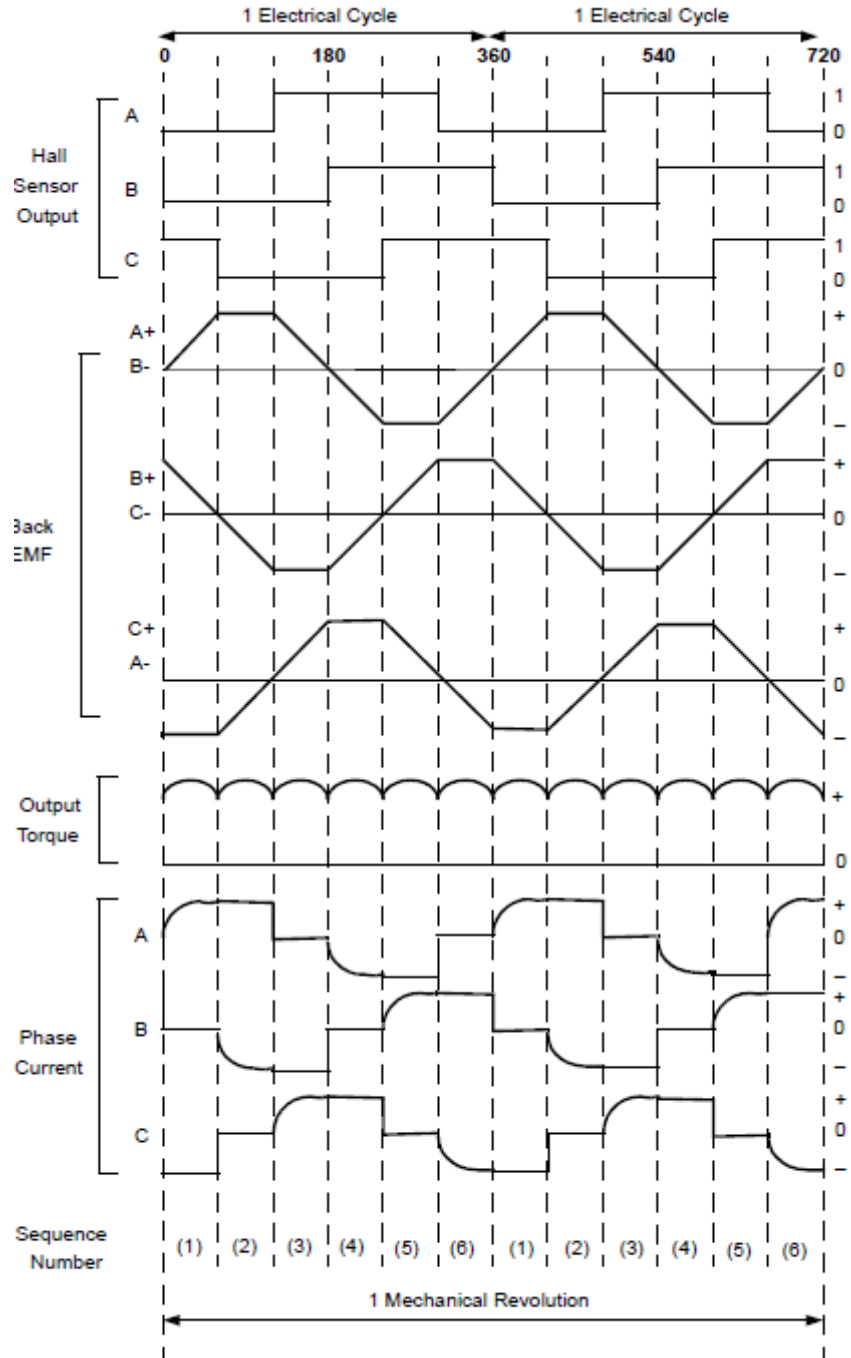 1 Electrical Cycle 1 Electrical Cycle
0 180 360 540 720
A 1
0
Hall
Sensor
Output
B 1
0
C 1
0
A+ +
B- 0
–
B+ +
C- 0
–
Back
EMF
C+ +
A- 0
–
Output
Torque
+
0
A +
0
–
B +
0
–
Phase
Current
C +
0
–
Sequence
Number
(1) (2) (3) (4) (5) (6) (1) (2) (3) (4) (5) (6)
1 Mechanical Revolution